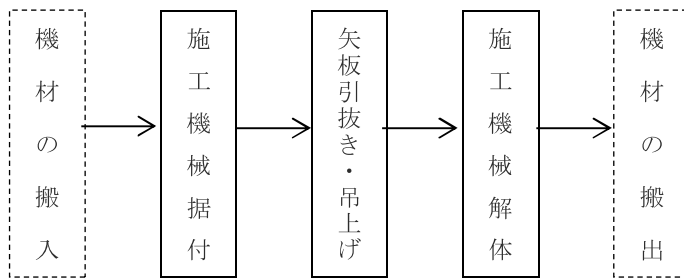 機材の搬入
施工機械据付
矢板引抜き・吊上げ
施工機械解体
機材の搬出